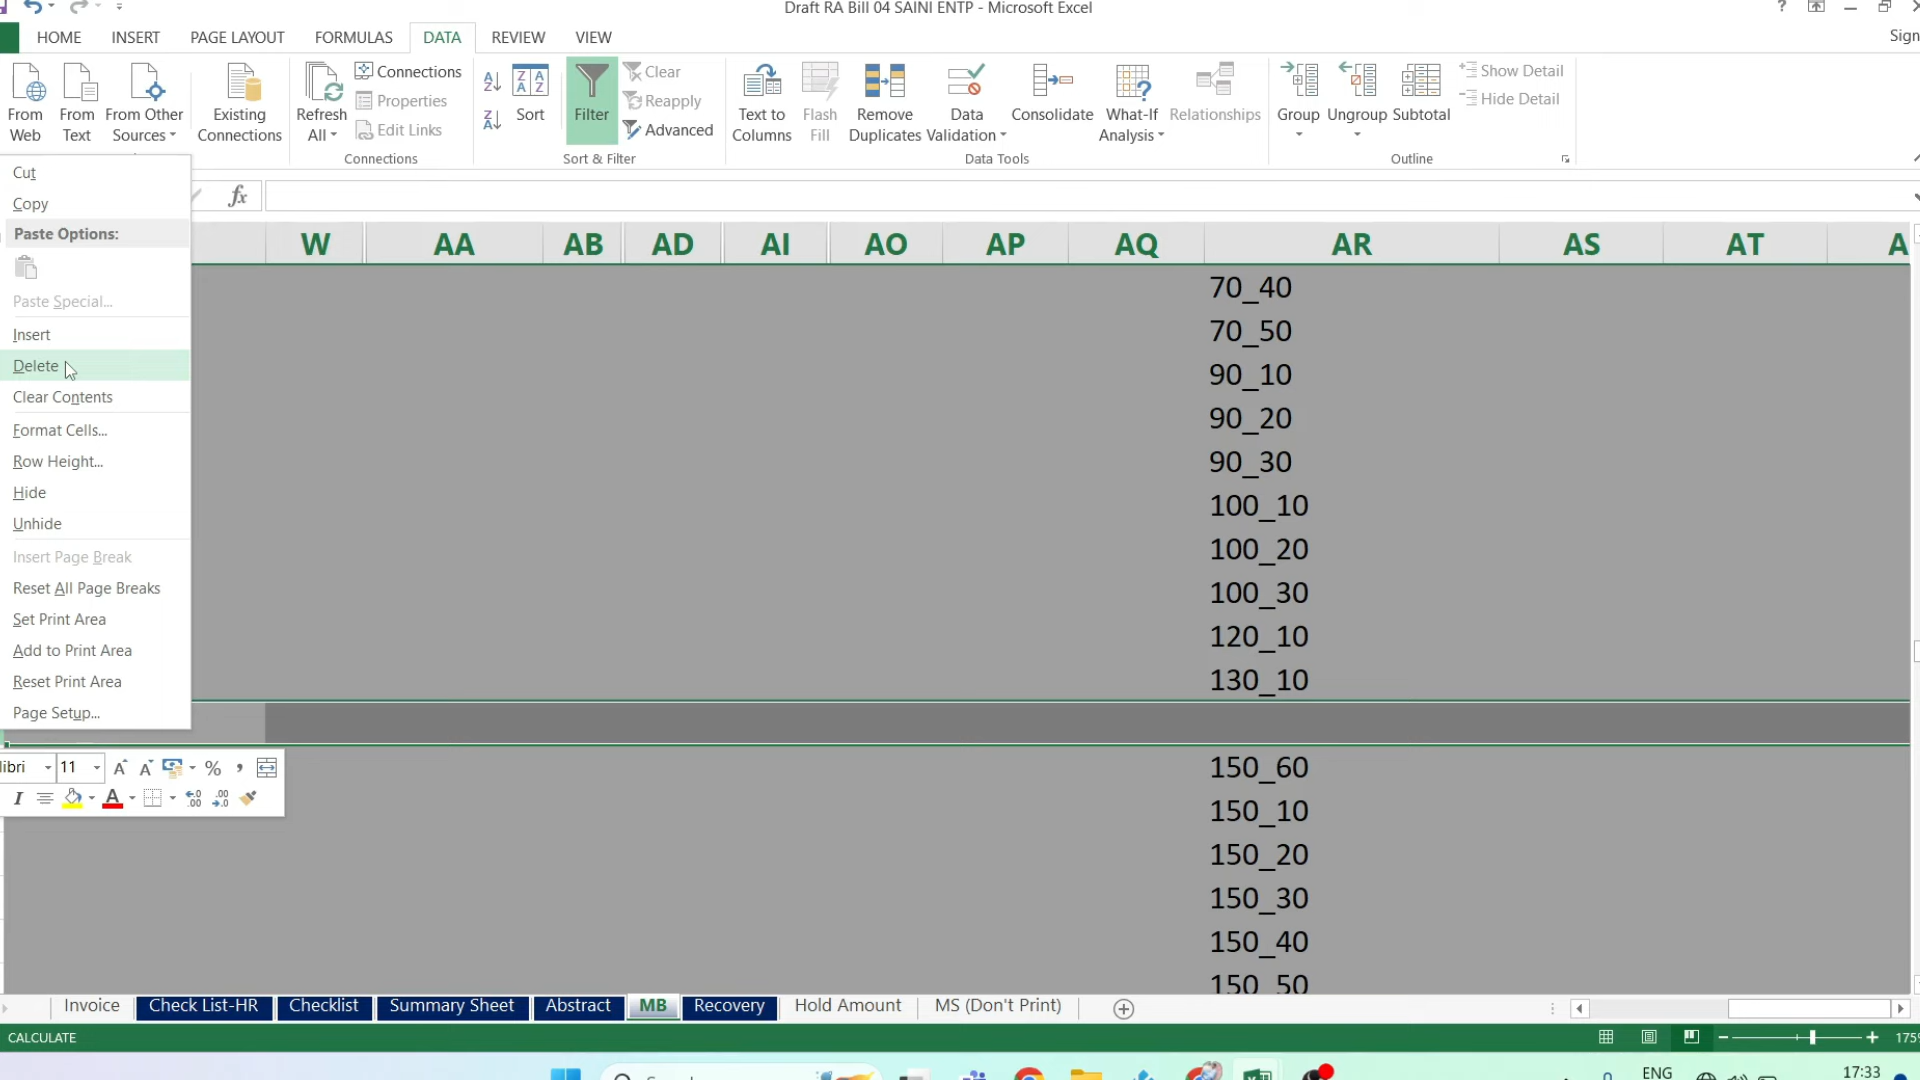 Draft RA Bill 04 SAINI ENTP - Microsoft Excel
?
Sign
HOME INSERT PAGE LAYOUT FORMULAS DATA REVIEW VIEW
From Web
From Text
From Other Sources
Existing Connections
Refresh All
Connections
Properties
Edit Links
Connections
Sort
Filter
Clear
Reapply
Advanced
Sort & Filter
Text to Columns
Flash Fill
Remove Duplicates
Data Validation
Consolidate
What-If Analysis
Relationships
Data Tools
Group
Ungroup
Subtotal
Show Detail
Hide Detail
Outline
fx
W AA AB AD AI AO AP AQ AR AS AT A
Cut
Copy
Paste Options:
Paste Special...
Insert
Delete
Clear Contents
Format Cells...
Row Height...
Hide
Unhide
Insert Page Break
Reset All Page Breaks
Set Print Area
Add to Print Area
Reset Print Area
Page Setup...
libri 11 A A % ,
I A .00 .00
70_40
70_50
90_10
90_20
90_30
100_10
100_20
100_30
120_10
130_10
150_60
150_10
150_20
150_30
150_40
150_50
Invoice Check List-HR Checklist Summary Sheet Abstract MB Recovery Hold Amount MS (Don't Print)
CALCULATE
175%
ENG
17:33